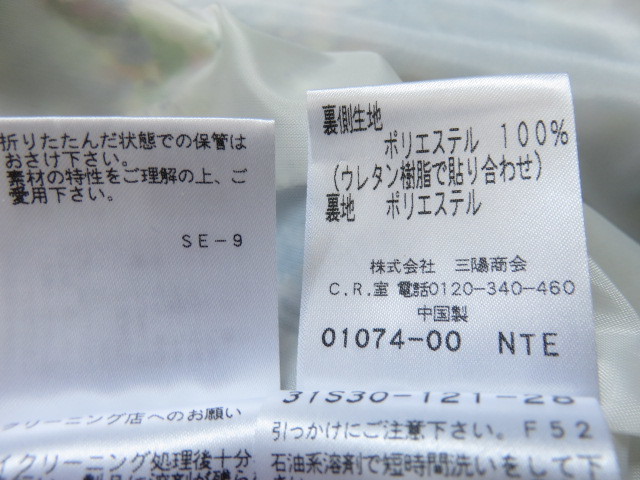 折りたたんだ状態での保管は
おさけ下さい。
素材の特性をご理解の上、ご
愛用下さい。
SE-9
裏側生地
ポリエステル 100%
(ウレタン樹脂で貼り合わせ)
裏地 ポリエステル
株式会社 三陽商会
C.R.室 電話0120-340-460
中国製
01074-00 NTE
31S30-121-28
クリーニング店へのお願い
引っかけにご注意下さい。F52
イクリーニング処理後十分
石油系溶剤で短時間洗いをして下